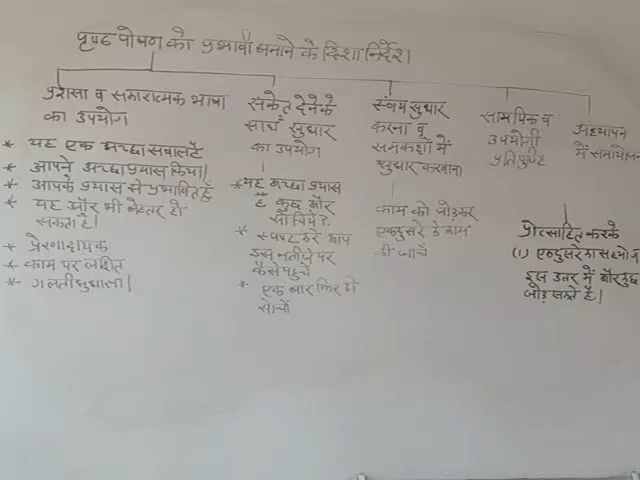 पृष्ठ पोषण को प्रभावी बनाने के दिशा निर्देश।
प्रशंसा व सकारात्मक भाषा
का उपयोग
* यह एक अच्छा सवाल है
* आपने अच्छा प्रयास किया।
* आपके प्रयास से प्रभावित हूँ
* यह और भी बेहतर हो
सकता है।
* प्रेरणादायक
* काम पर लक्षित
* गलती सुधारना।
संकेत देने के
साथ सुधार
का उपयोग
* यह अच्छा प्रयास
है कुछ और
सोचिये?
* स्पष्ट करे आप
इस नतीजे पर
कैसे पहुचे
* एक बार फिर से
सोचों
स्वंय सुधार
करना व
समकक्षो में
सुधार करवाना
काम को जोड़कर
एक दुसरे के काम
की जाचँ
सामयिक व
उपयोगी
प्रतिपुष्टि
अध्यापन
में समायोजन
प्रोत्साहित करके
(1) एक दुसरे का सहयोग
इस उत्तर में और कुछ
जोड़ सकते है।